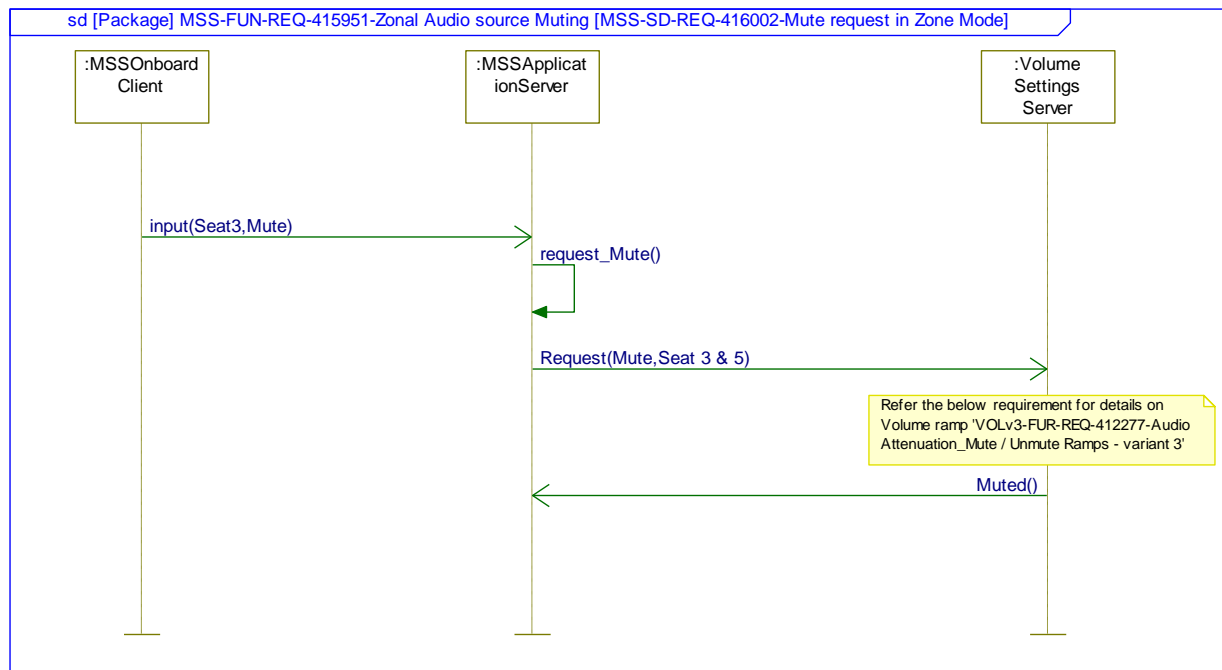 sd [Package] MSS-FUN-REQ-415951-Zonal Audio source Muting [MSS-SD-REQ-416002-Mute request in Zone Mode]
:MSSOnboard
Client
:MSSApplicat
ionServer
:Volume
Settings
Server
input(Seat3,Mute)
request_Mute()
Request(Mute,Seat 3 & 5)
Refer the below requirement for details on
Volume ramp 'VOLv3-FUR-REQ-412277-Audio
Attenuation_Mute / Unmute Ramps - variant 3'
Muted()